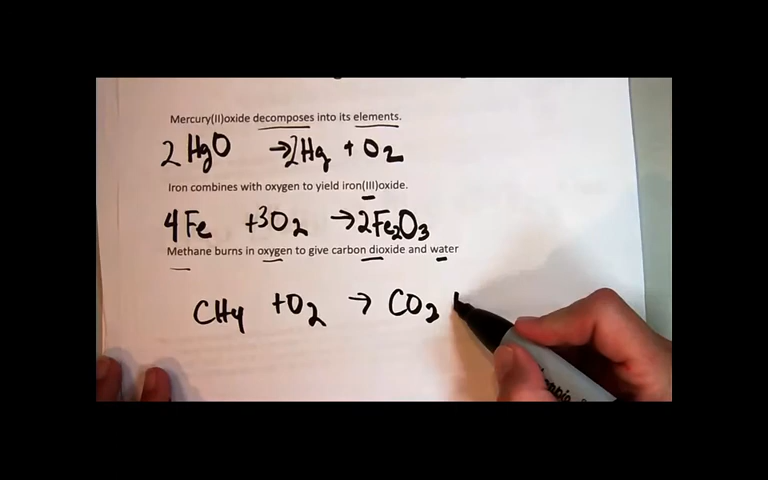 Mercury(II)oxide decomposes into its elements.
2 HgO → 2Hg + O2
Iron combines with oxygen to yield iron(III)oxide.
4Fe + 3O2 → 2Fe2O3
Methane burns in oxygen to give carbon dioxide and water
CH4 + O2 → CO2